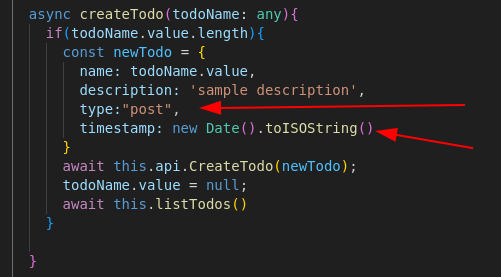 async createTodo(todoName: any){
if(todoName.value.length){
const newTodo = {
name: todoName.value,
description: 'sample description',
type:"post",
timestamp: new Date().toISOString()
}
await this.api.CreateTodo(newTodo);
todoName.value = null;
await this.listTodos()
}
}